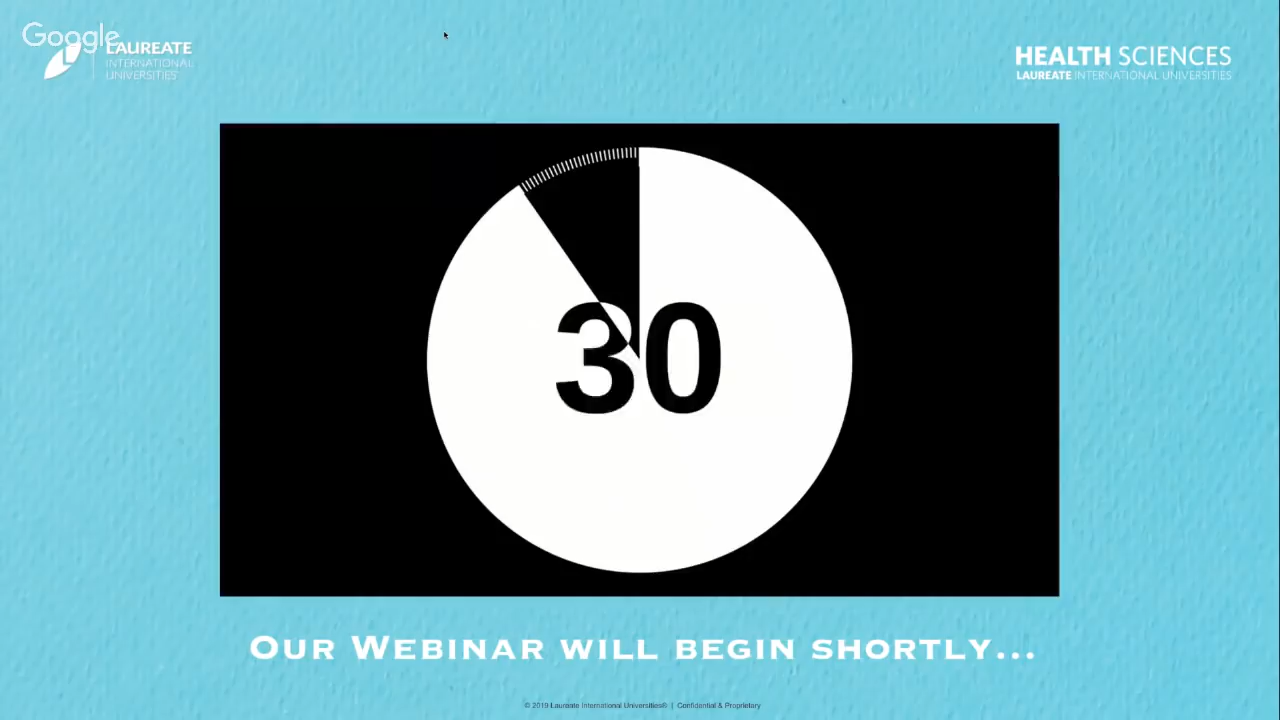 Google
LAUREATE
INTERNATIONAL
UNIVERSITIES
HEALTH SCIENCES
LAUREATE INTERNATIONAL UNIVERSITIES
30
OUR WEBINAR WILL BEGIN SHORTLY...
© 2019 Laureate International Universities® | Confidential & Proprietary